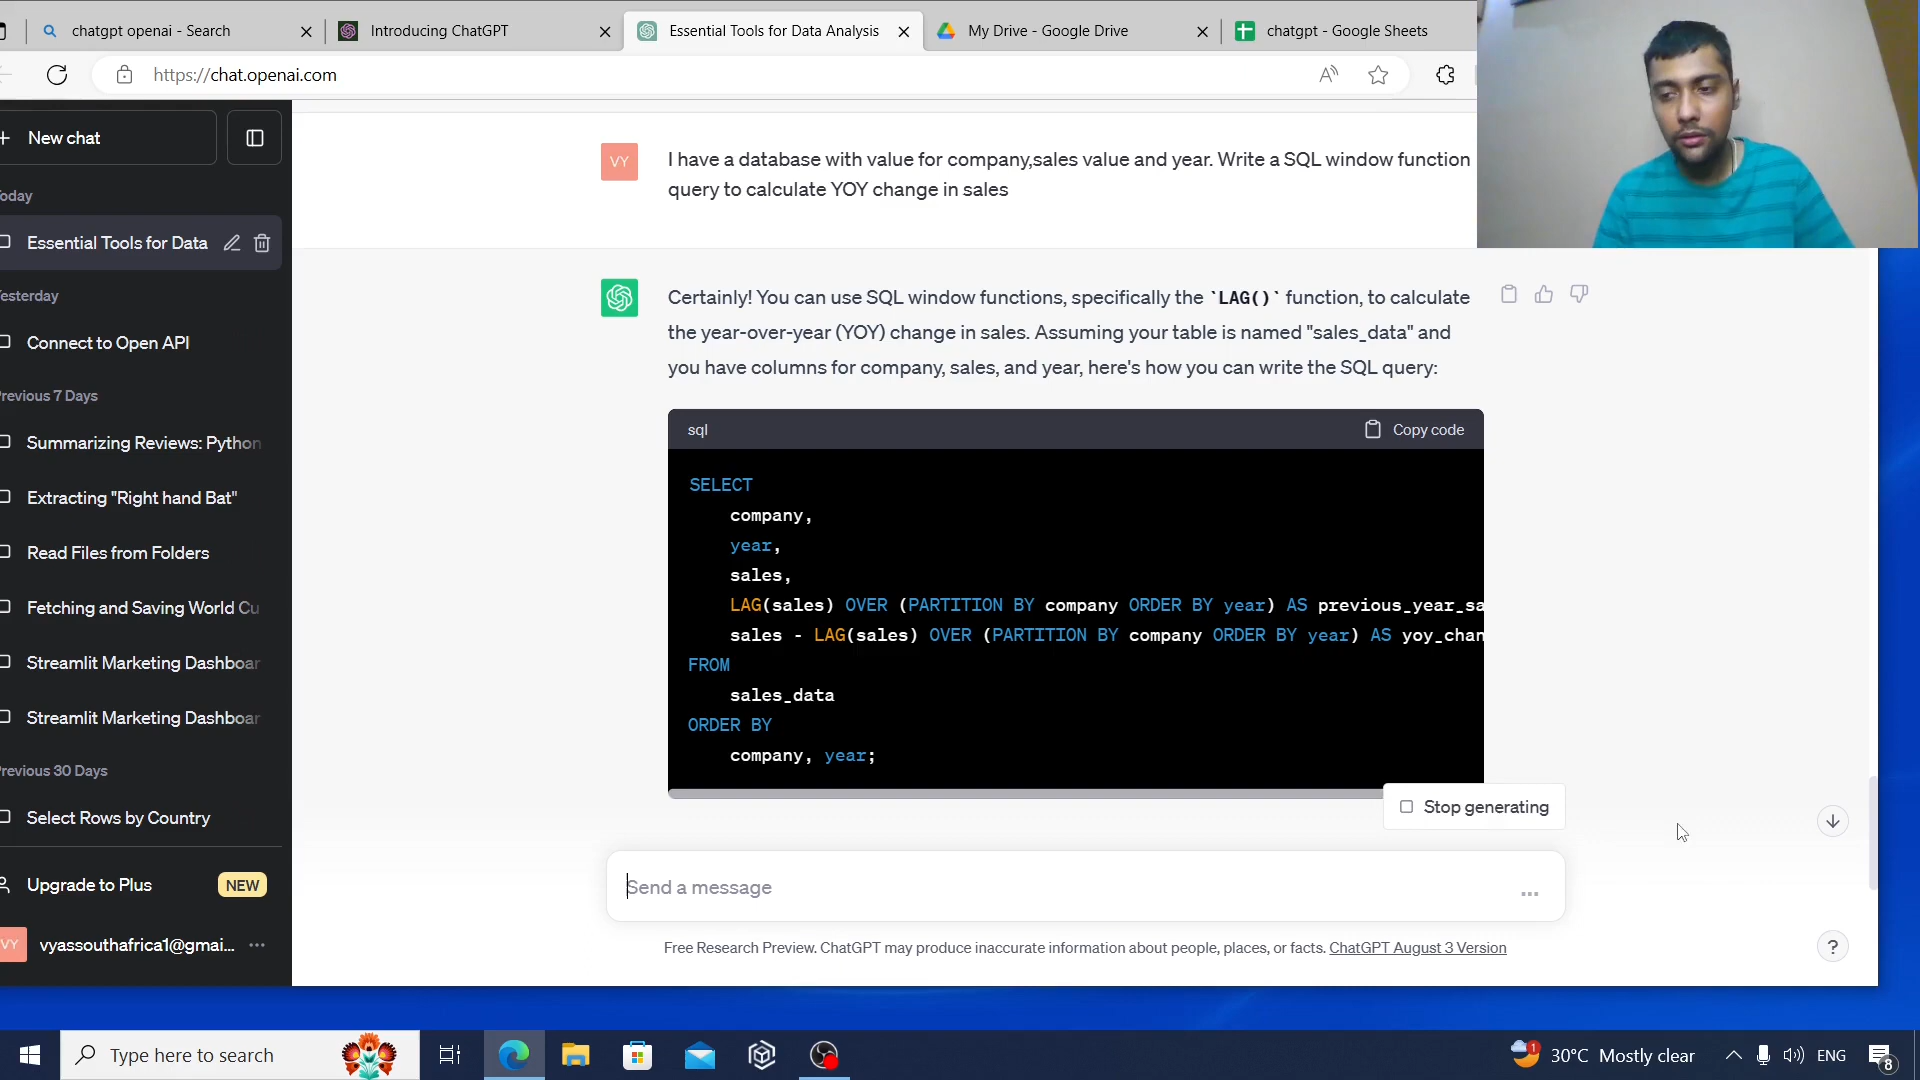 chatgpt openai - Search
Introducing ChatGPT
Essential Tools for Data Analysis
My Drive - Google Drive
chatgpt - Google Sheets
https://chat.openai.com
New chat
oday
Essential Tools for Data
esterday
Connect to Open API
revious 7 Days
Summarizing Reviews: Python
Extracting "Right hand Bat"
Read Files from Folders
Fetching and Saving World Cu
Streamlit Marketing Dashboar
Streamlit Marketing Dashboar
revious 30 Days
Select Rows by Country
Upgrade to Plus
NEW
VY
vyassouthafrica1@gmai...
VY
I have a database with value for company,sales value and year. Write a SQL window function
query to calculate YOY change in sales
Certainly! You can use SQL window functions, specifically the `LAG()` function, to calculate
the year-over-year (YOY) change in sales. Assuming your table is named "sales_data" and
you have columns for company, sales, and year, here's how you can write the SQL query:
sql
Copy code
SELECT
company,
year,
sales,
LAG(sales) OVER (PARTITION BY company ORDER BY year) AS previous_year_sa
sales - LAG(sales) OVER (PARTITION BY company ORDER BY year) AS yoy_chan
FROM
sales_data
ORDER BY
company, year;
Stop generating
Send a message
Free Research Preview. ChatGPT may produce inaccurate information about people, places, or facts. ChatGPT August 3 Version
?
Type here to search
1
30°C Mostly clear
ENG
8